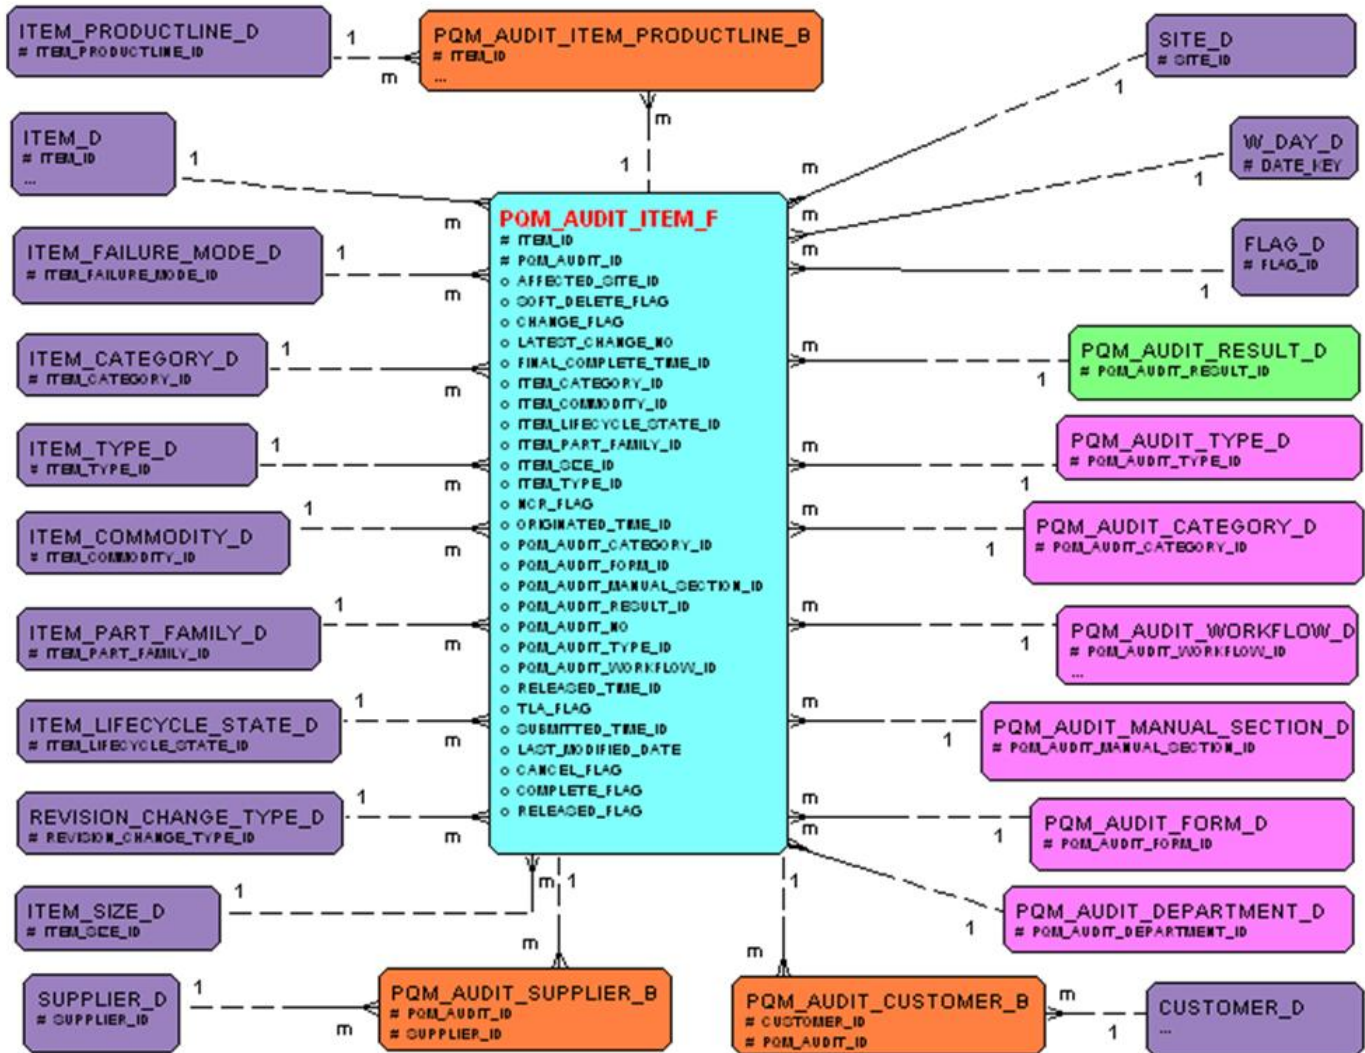 ITEM_PRODUCTLINE_D
# ITEM_PRODUCTLINE_ID
1
m
PQM_AUDIT_ITEM_PRODUCTLINE_B
# ITEM_ID
...
m
1
SITE_D
# SITE_ID
1
m
ITEM_D
# ITEM_ID
...
1
m
W_DAY_D
# DATE_KEY
1
m
FLAG_D
# FLAG_ID
1
m
PQM_AUDIT_ITEM_F
# ITEM_ID
# PQM_AUDIT_ID
o AFFECTED_SITE_ID
o SOFT_DELETE_FLAG
o CHANGE_FLAG
o LATEST_CHANGE_NO
o FINAL_COMPLETE_TIME_ID
o ITEM_CATEGORY_ID
o ITEM_COMMODITY_ID
o ITEM_LIFECYCLE_STATE_ID
o ITEM_PART_FAMILY_ID
o ITEM_SIZE_ID
o ITEM_TYPE_ID
o NCR_FLAG
o ORIGINATED_TIME_ID
o PQM_AUDIT_CATEGORY_ID
o PQM_AUDIT_FORM_ID
o PQM_AUDIT_MANUAL_SECTION_ID
o PQM_AUDIT_RESULT_ID
o PQM_AUDIT_NO
o PQM_AUDIT_TYPE_ID
o PQM_AUDIT_WORKFLOW_ID
o RELEASED_TIME_ID
o TLA_FLAG
o SUBMITTED_TIME_ID
o LAST_MODIFIED_DATE
o CANCEL_FLAG
o COMPLETE_FLAG
o RELEASED_FLAG
ITEM_FAILURE_MODE_D
# ITEM_FAILURE_MODE_ID
1
m
ITEM_CATEGORY_D
# ITEM_CATEGORY_ID
1
m
ITEM_TYPE_D
# ITEM_TYPE_ID
1
m
ITEM_COMMODITY_D
# ITEM_COMMODITY_ID
1
m
ITEM_PART_FAMILY_D
# ITEM_PART_FAMILY_ID
1
m
ITEM_LIFECYCLE_STATE_D
# ITEM_LIFECYCLE_STATE_ID
1
m
REVISION_CHANGE_TYPE_D
# REVISION_CHANGE_TYPE_ID
1
m
ITEM_SIZE_D
# ITEM_SIZE_ID
1
m
PQM_AUDIT_RESULT_D
# PQM_AUDIT_RESULT_ID
m
1
PQM_AUDIT_TYPE_D
# PQM_AUDIT_TYPE_ID
m
1
PQM_AUDIT_CATEGORY_D
# PQM_AUDIT_CATEGORY_ID
m
1
PQM_AUDIT_WORKFLOW_D
# PQM_AUDIT_WORKFLOW_ID
...
m
1
PQM_AUDIT_MANUAL_SECTION_D
# PQM_AUDIT_MANUAL_SECTION_ID
m
1
PQM_AUDIT_FORM_D
# PQM_AUDIT_FORM_ID
m
1
PQM_AUDIT_DEPARTMENT_D
# PQM_AUDIT_DEPARTMENT_ID
m
1
SUPPLIER_D
# SUPPLIER_ID
1
m
PQM_AUDIT_SUPPLIER_B
# PQM_AUDIT_ID
# SUPPLIER_ID
1
m
PQM_AUDIT_CUSTOMER_B
# CUSTOMER_ID
# PQM_AUDIT_ID
1
m
CUSTOMER_D
...
m
1